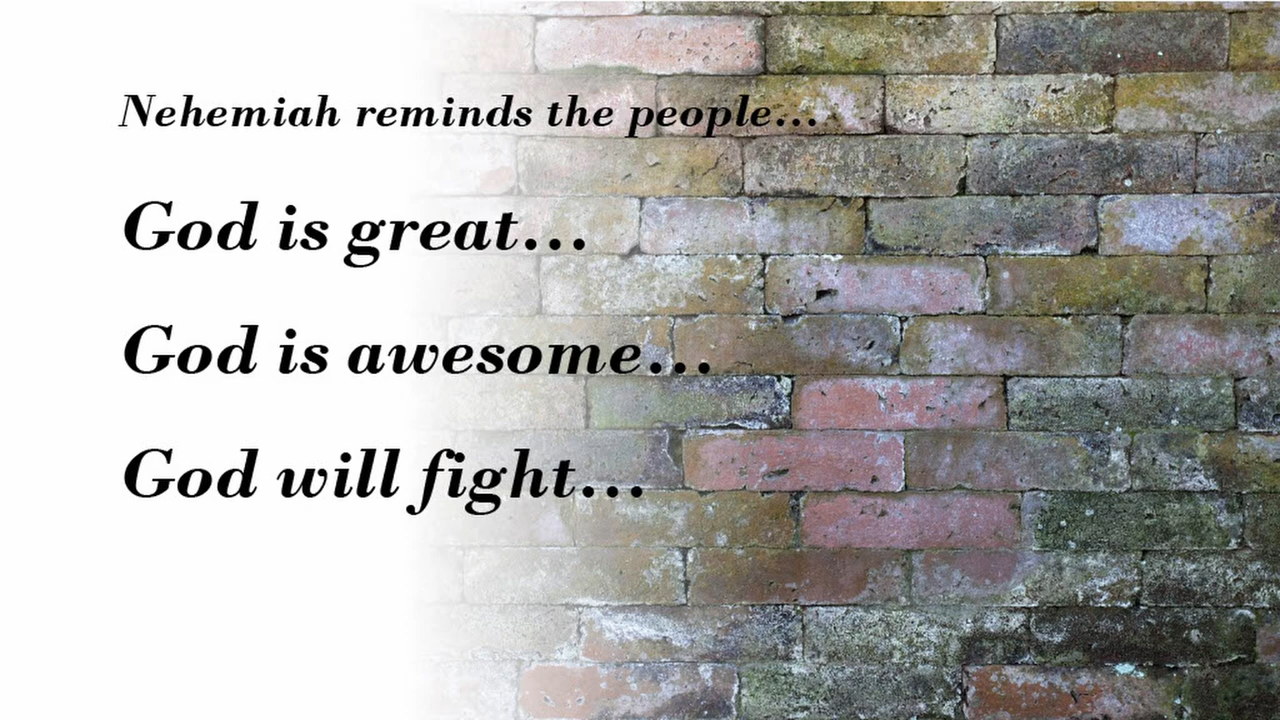 Nehemiah reminds the people...
God is great...
God is awesome...
God will fight...